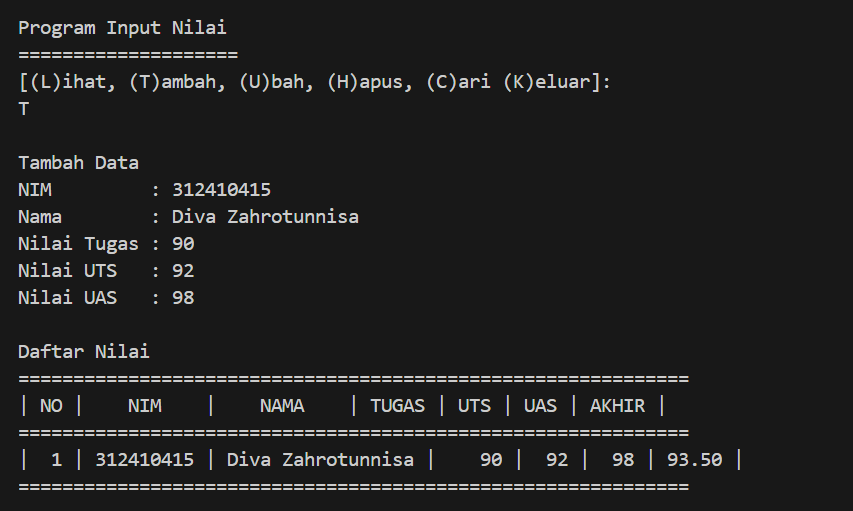 Program Input Nilai
====================
[(L)ihat, (T)ambah, (U)bah, (H)apus, (C)ari (K)eluar]:
T

Tambah Data
NIM         : 312410415
Nama        : Diva Zahrotunnisa
Nilai Tugas : 90
Nilai UTS   : 92
Nilai UAS   : 98

Daftar Nilai
=============================================================
| NO |    NIM    |    NAMA    | TUGAS | UTS | UAS | AKHIR |
=============================================================
|  1 | 312410415 | Diva Zahrotunnisa |    90 |  92 |  98 | 93.50 |
=============================================================